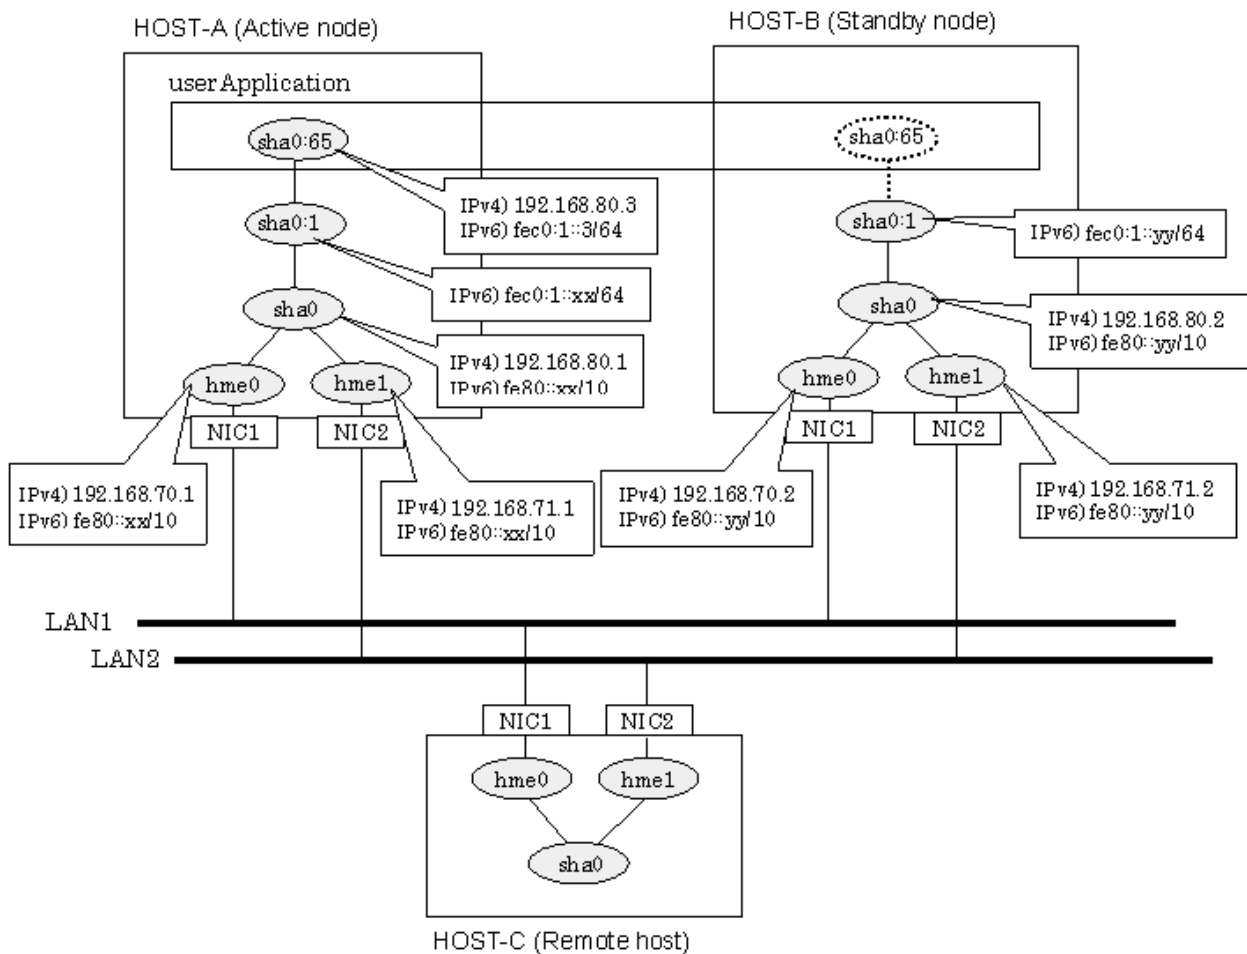 HOST-A (Active node)
HOST-B (Standby node)
userApplication
sha0:65
sha0:65
IPv4) 192.168.80.3
IPv6) fec0:1::3/64
sha0:1
sha0:1
IPv6) fec0:1::yy/64
IPv6) fec0:1::xx/64
sha0
sha0
IPv4) 192.168.80.2
IPv6) fe80::yy/10
IPv4) 192.168.80.1
IPv6) fe80::xx/10
hme0
hme1
hme0
hme1
NIC1
NIC2
NIC1
NIC2
IPv4) 192.168.70.1
IPv6) fe80::xx/10
IPv4) 192.168.71.1
IPv6) fe80::xx/10
IPv4) 192.168.70.2
IPv6) fe80::yy/10
IPv4) 192.168.71.2
IPv6) fe80::yy/10
LAN1
LAN2
NIC1
NIC2
hme0
hme1
sha0
HOST-C (Remote host)